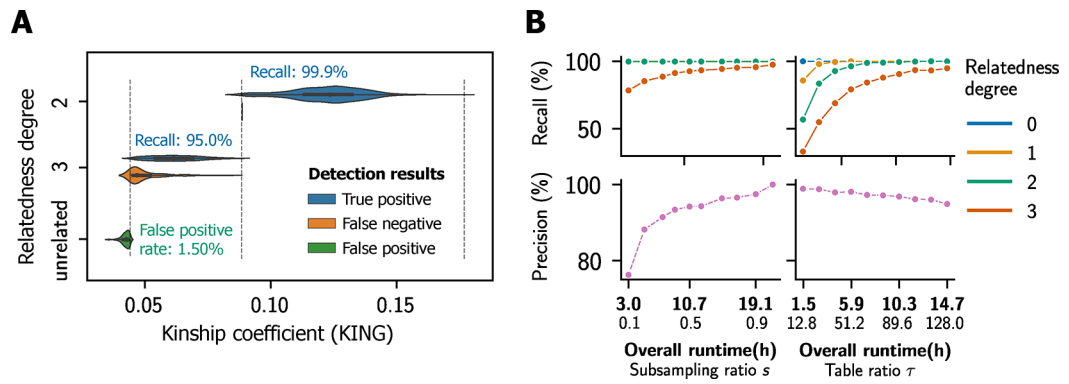 A
Recall: 99.9%
Recall: 95.0%
False positive
rate: 1.50%
Detection results
True positive
False negative
False positive
Relatedness degree
2
3
unrelated
0.05 0.10 0.15
Kinship coefficient (KING)
B
Recall (%)
100
50
Precision (%)
100
80
3.0 10.7 19.1
0.1 0.5 0.9
Overall runtime(h)
Subsampling ratio s
1.5 5.9 10.3 14.7
12.8 51.2 89.6 128.0
Overall runtime(h)
Table ratio τ
Relatedness
degree
0
1
2
3